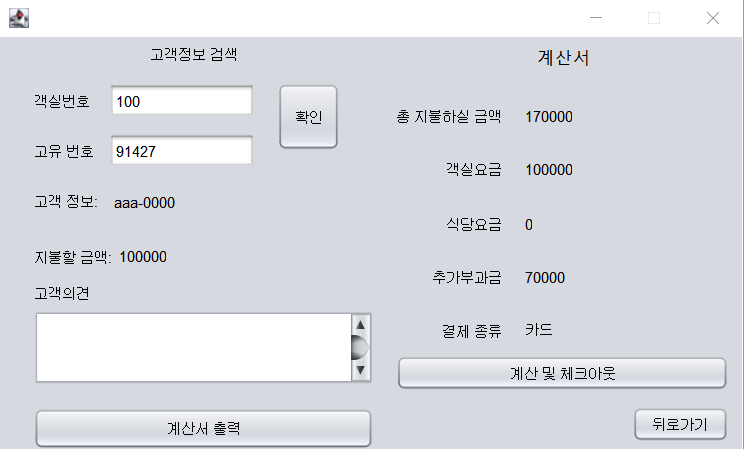 고객정보 검색
객실번호 100
확인
고유 번호 91427
고객 정보: aaa-0000
지불할 금액: 100000
고객의견
계산서 출력
계산서
총 지불하실 금액 170000
객실요금 100000
식당요금 0
추가부과금 70000
결제 종류 카드
계산 및 체크아웃
뒤로가기